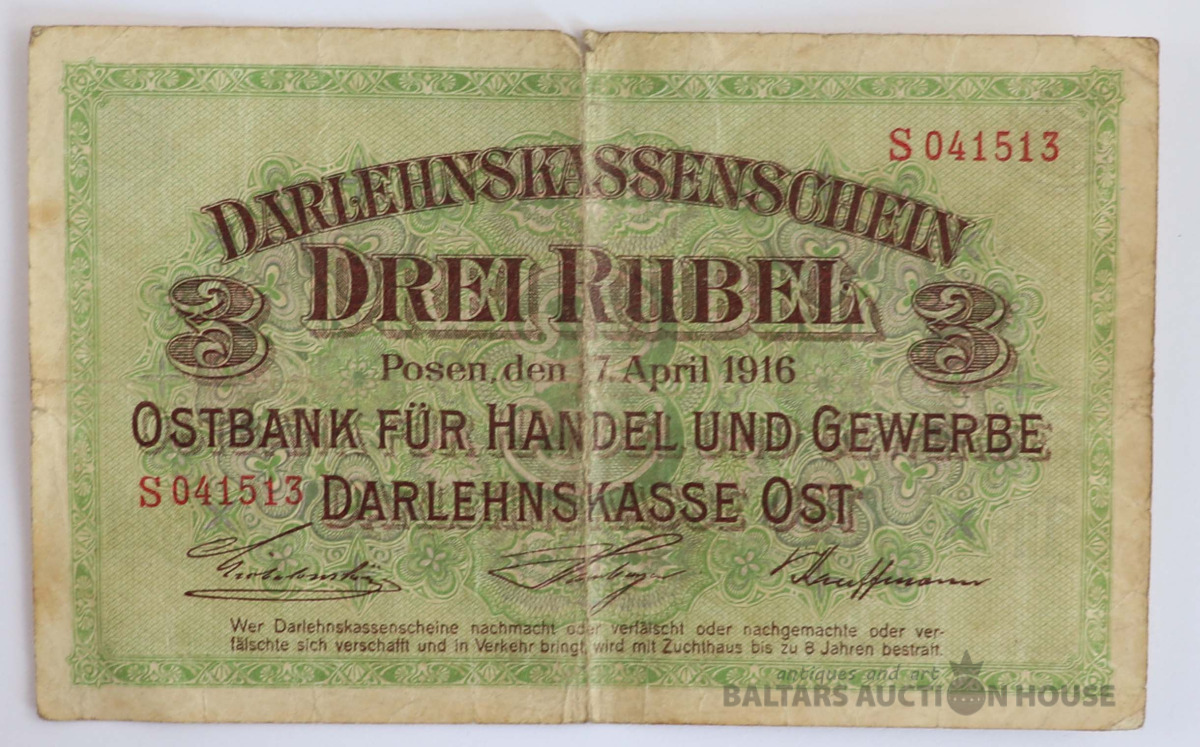 S 041513
DARLEHNSKASSENSCHEIN
3 DREI RUBEL 3
Posen, den 17. April 1916
OSTBANK FÜR HANDEL UND GEWERBE
S 041513 DARLEHNSKASSE OST
Kauffmann
Wer Darlehnskassenscheine nachmacht oder verfälscht oder nachgemachte oder ver-
fälschte sich verschafft und in Verkehr bringt, wird mit Zuchthaus bis zu 8 Jahren bestraft.
antiques and art
BALTARS AUCTION HOUSE